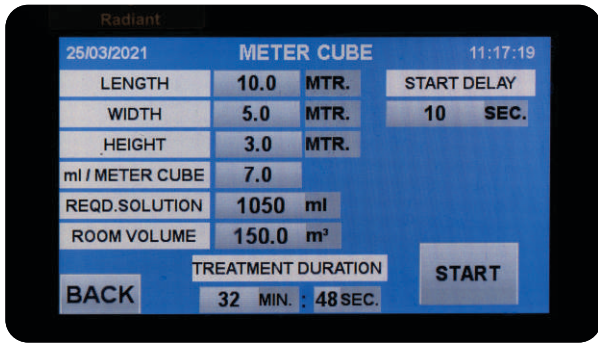 Radiant
25/03/2021 METER CUBE 11:17:19
LENGTH 10.0 MTR. START DELAY
WIDTH 5.0 MTR. 10 SEC.
HEIGHT 3.0 MTR.
ml / METER CUBE 7.0
REQD.SOLUTION 1050 ml
ROOM VOLUME 150.0 m³
TREATMENT DURATION START
BACK 32 MIN. : 48 SEC.